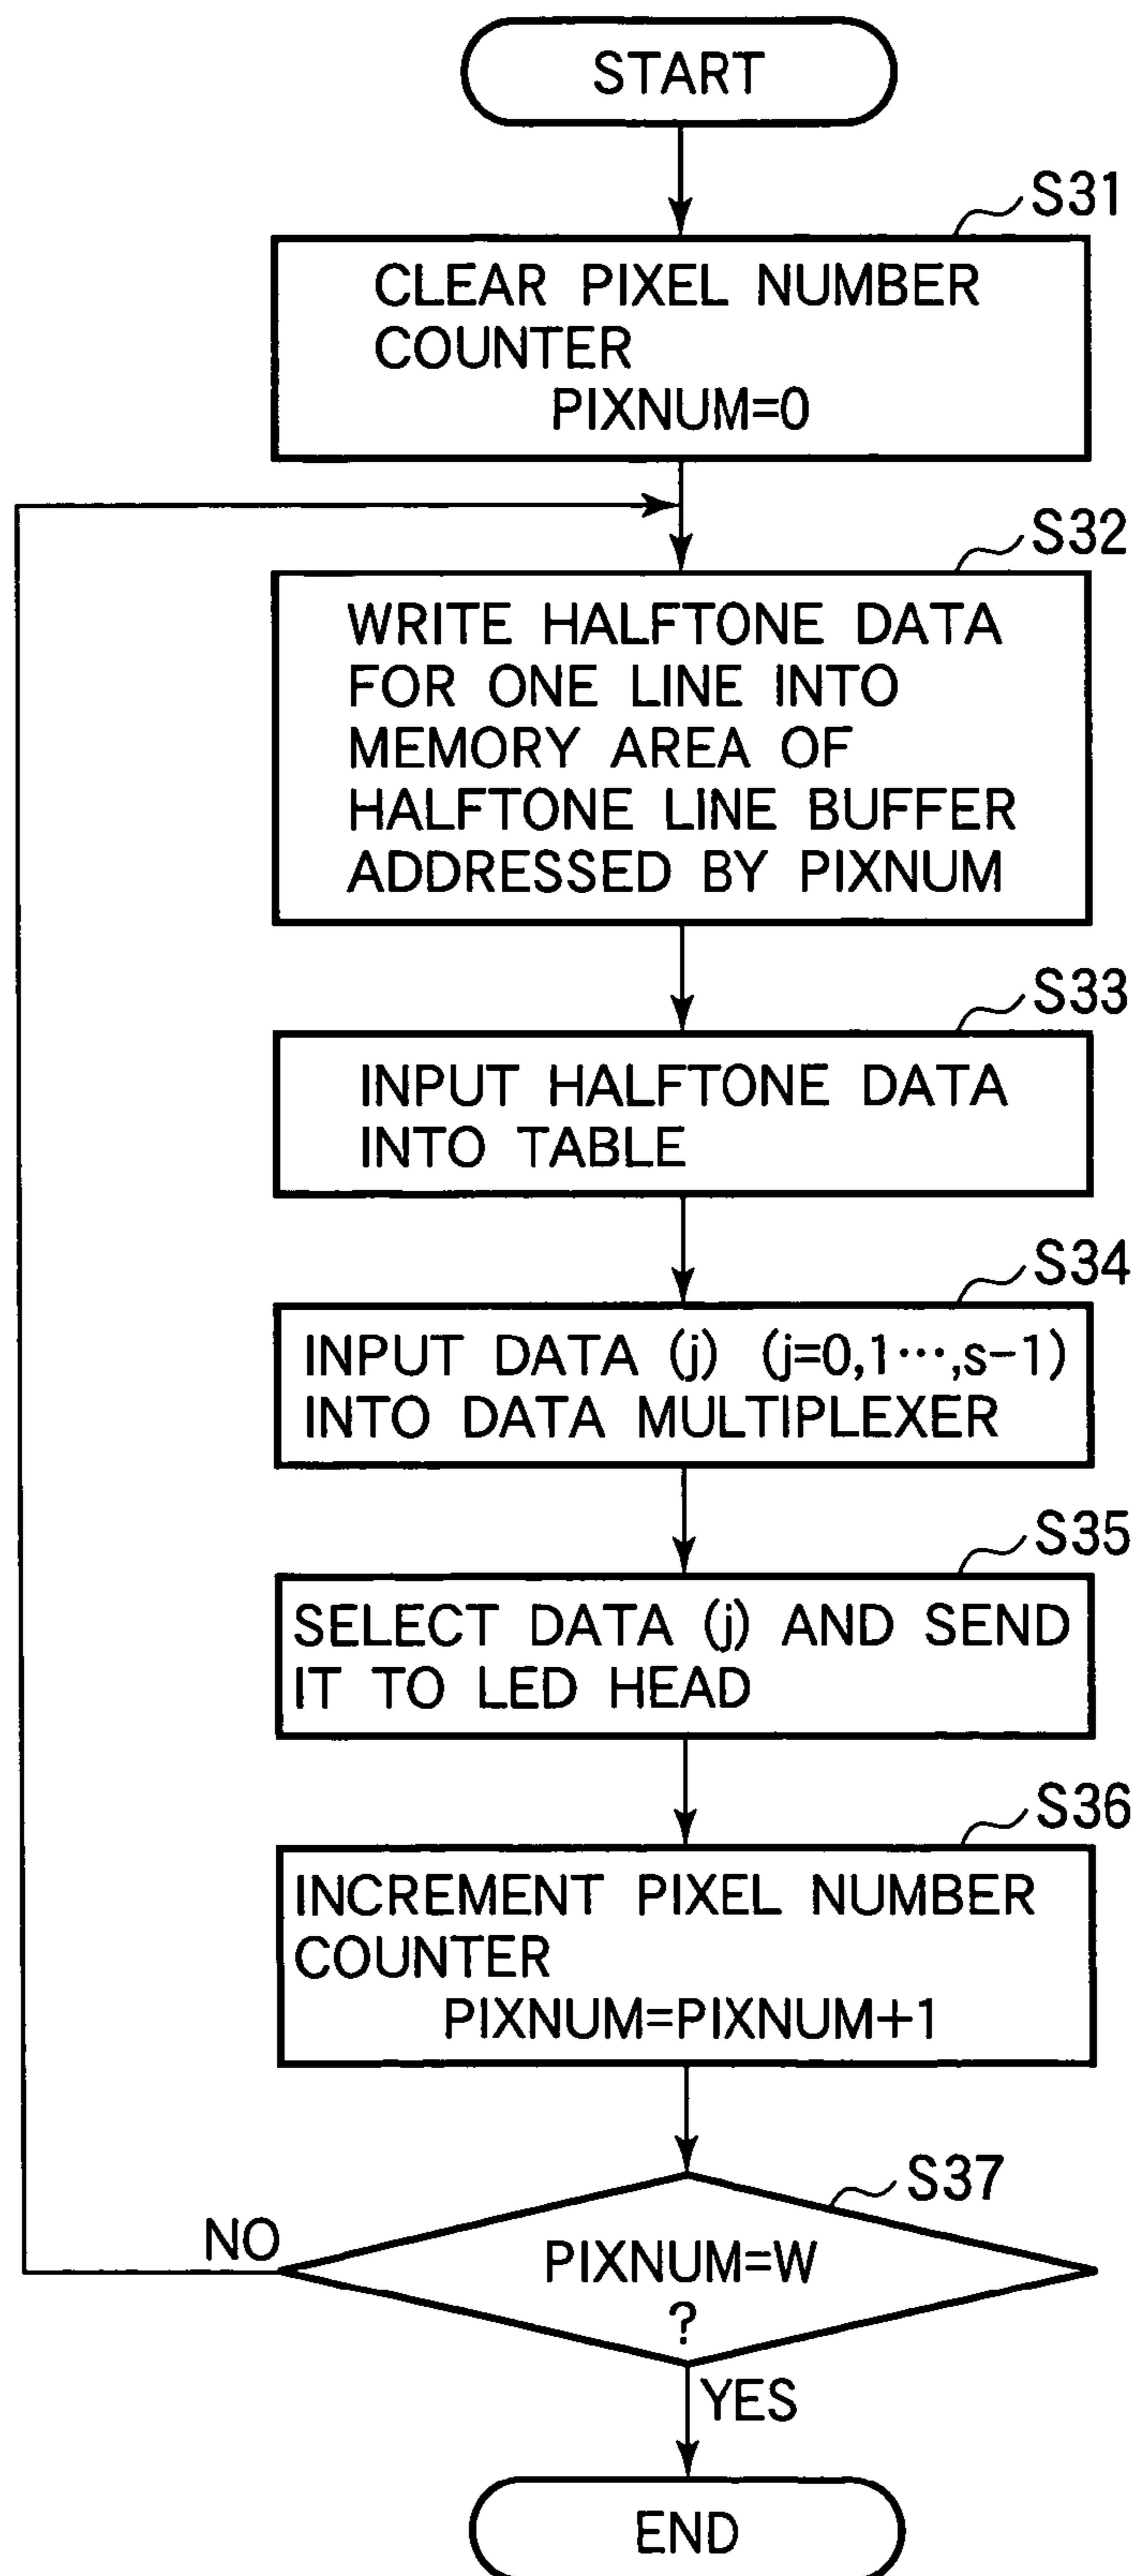 START
S31
CLEAR PIXEL NUMBER
COUNTER
PIXNUM=0
S32
WRITE HALFTONE DATA
FOR ONE LINE INTO
MEMORY AREA OF
HALFTONE LINE BUFFER
ADDRESSED BY PIXNUM
S33
INPUT HALFTONE DATA
INTO TABLE
S34
INPUT DATA (j) (j=0,1⋯,s-1)
INTO DATA MULTIPLEXER
S35
SELECT DATA (j) AND SEND
IT TO LED HEAD
S36
INCREMENT PIXEL NUMBER
COUNTER
PIXNUM=PIXNUM+1
S37
NO
PIXNUM=W
?
YES
END